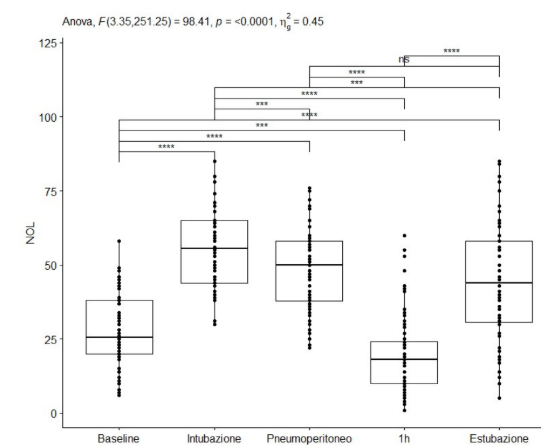 Anova, F(3.35,251.25) = 98.41, p = <0.0001, η²g = 0.45
125
100
75
50
25
0
NOL
****
ns
****
***
****
***
****
***
****
****
Baseline
Intubazione
Pneumoperitoneo
1h
Estubazione